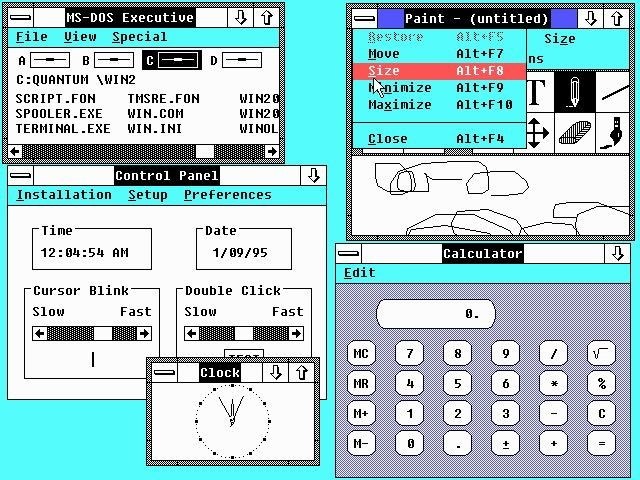 MS-DOS Executive
File View Special
A C B D
C:QUANTUM \WIN2
SCRIPT.FON TMSRE.FON WIN20
SPOOLER.EXE WIN.COM WIN20
TERMINAL.EXE WIN.INI WINOL
Paint - (untitled)
Restore Alt+F5
Move Alt+F7
Size Alt+F8
Minimize Alt+F9
Maximize Alt+F10
Close Alt+F4
Size
ns
T
Control Panel
Installation Setup Preferences
Time
12:04:54 AM
Date
1/09/95
Cursor Blink
Slow Fast
Double Click
Slow Fast
TEST
Clock
Calculator
Edit
0.
MC 7 8 9 / √
MR 4 5 6 * %
M+ 1 2 3 - C
M- 0 . ± + =